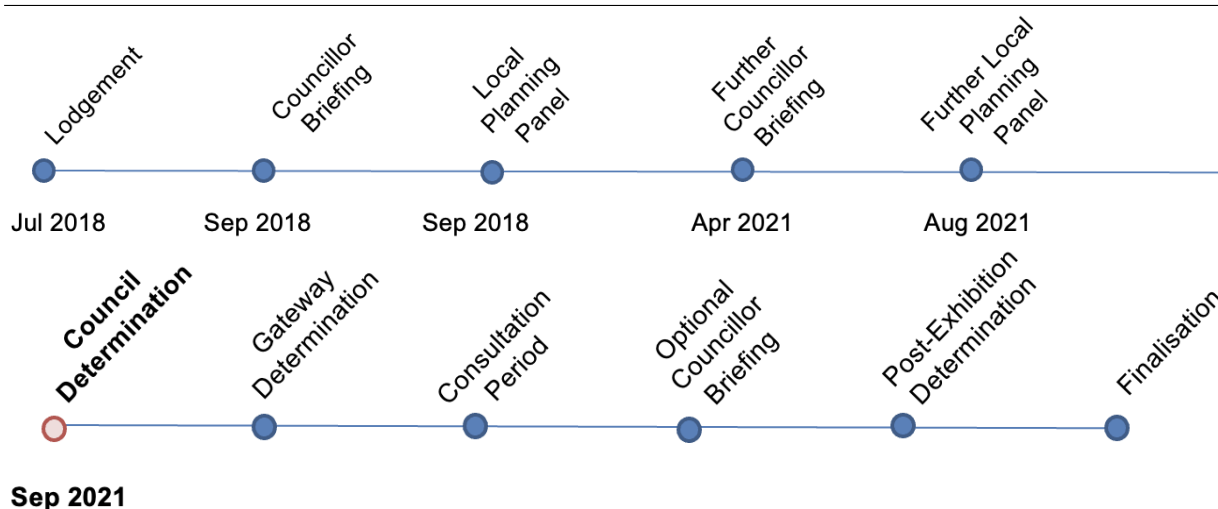 Lodgement
Councillor
Briefing
Local
Planning
Panel
Further
Councillor
Briefing
Further Local
Planning
Panel
Jul 2018
Sep 2018
Sep 2018
Apr 2021
Aug 2021
Council
Determination
Gateway
Determination
Consultation
Period
Optional
Councillor
Briefing
Post-Exhibition
Determination
Finalisation
Sep 2021